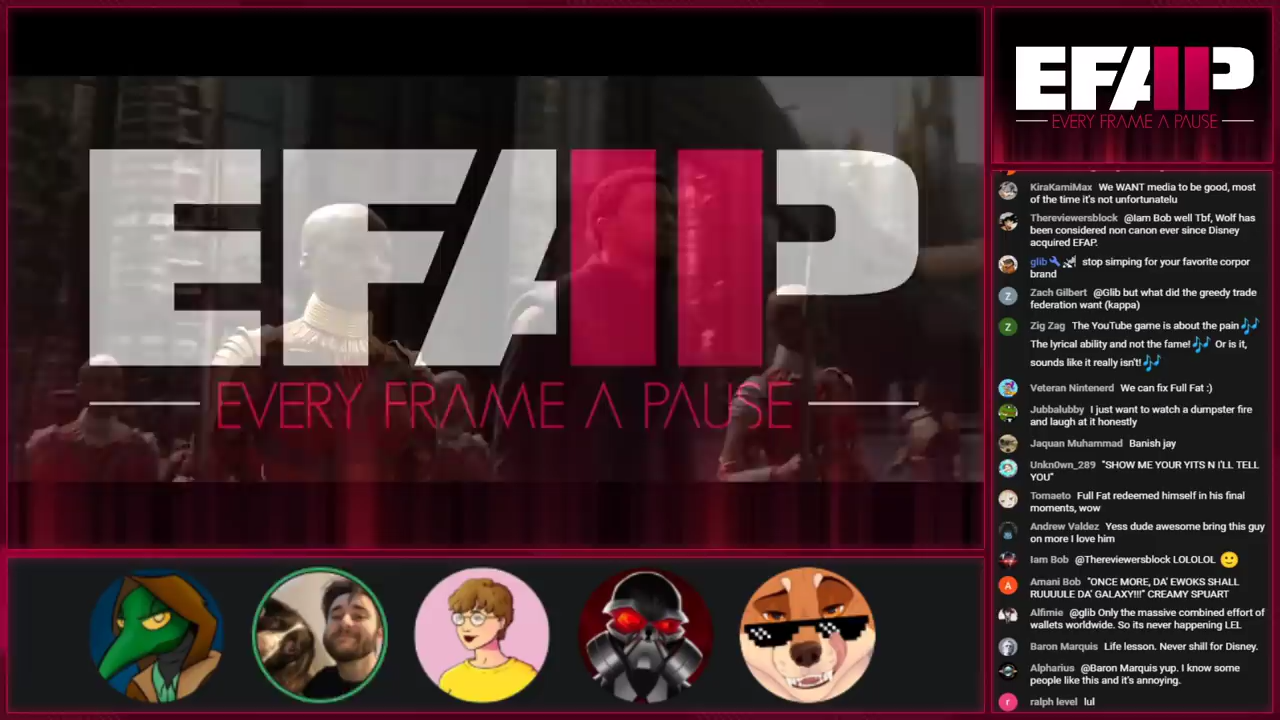 EFAP
EVERY FRAME A PAUSE
EFAP
EVERY FRAME A PAUSE
KiraKamiMax We WANT media to be good, most
of the time it's not unfortunatelu
Thereviewersblock @Iam Bob well Tbf, Wolf has
been considered non canon ever since Disney
acquired EFAP.
glib🔧 stop simping for your favorite corpor
brand
Z
Zach Gilbert @Glib but what did the greedy trade
federation want (kappa)
Z
Zig Zag The YouTube game is about the pain🎶
The lyrical ability and not the fame!🎶 Or is it,
sounds like it really isn't!🎶
Veteran Nintenerd We can fix Full Fat :)
Jubbalubby I just want to watch a dumpster fire
and laugh at it honestly
Jaquan Muhammad Banish jay
Unkn0wn_289 "SHOW ME YOUR YITS N I'LL TELL
YOU"
Tomaeto Full Fat redeemed himself in his final
moments, wow
Andrew Valdez Yess dude awesome bring this guy
on more I love him
Iam Bob @Thereviewersblock LOLOLOL 🙂
A
Amani Bob "ONCE MORE, DA' EWOKS SHALL
RUUUULE DA' GALAXY!!!" CREAMY SPUART
Alfimie @glib Only the massive combined effort of
wallets worldwide. So its never happening LEL
Baron Marquis Life lesson. Never shill for Disney.
Alpharius @Baron Marquis yup. I know some
people like this and it's annoying.
r
ralph level lul